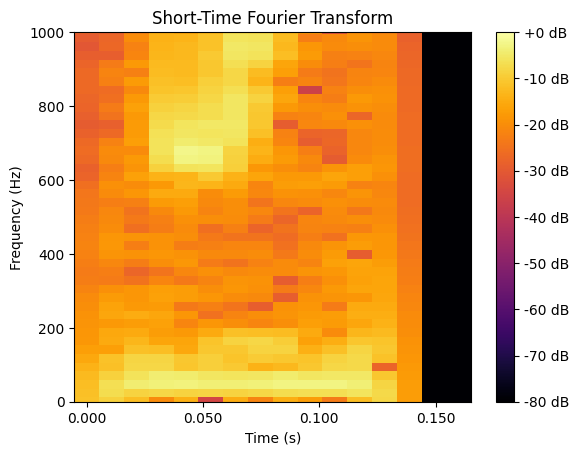 Short-Time Fourier Transform
1000
800
600
400
200
0
Frequency (Hz)
0.000
0.050
0.100
0.150
Time (s)
+0 dB
-10 dB
-20 dB
-30 dB
-40 dB
-50 dB
-60 dB
-70 dB
-80 dB